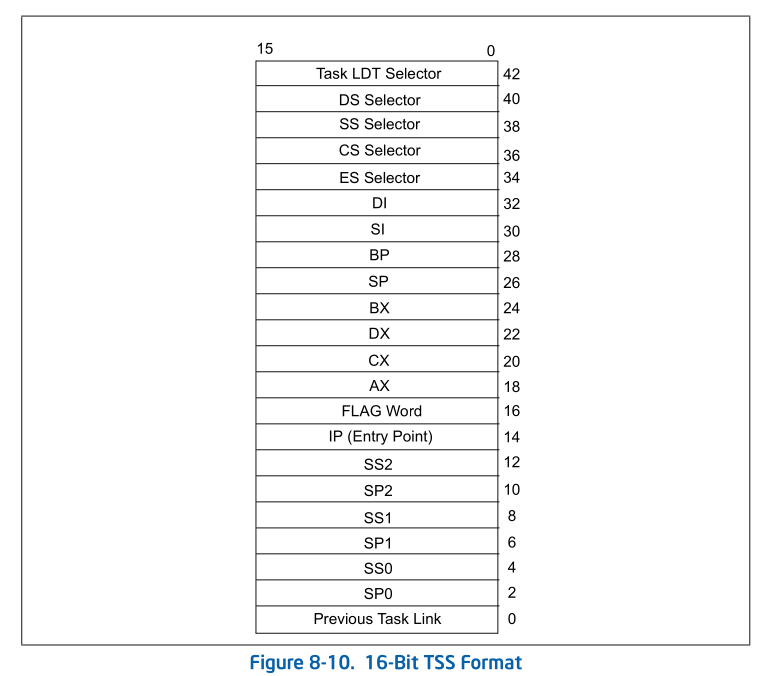 15 0
Task LDT Selector 42
DS Selector 40
SS Selector 38
CS Selector 36
ES Selector 34
DI 32
SI 30
BP 28
SP 26
BX 24
DX 22
CX 20
AX 18
FLAG Word 16
IP (Entry Point) 14
SS2 12
SP2 10
SS1 8
SP1 6
SS0 4
SP0 2
Previous Task Link 0
Figure 8-10. 16-Bit TSS Format